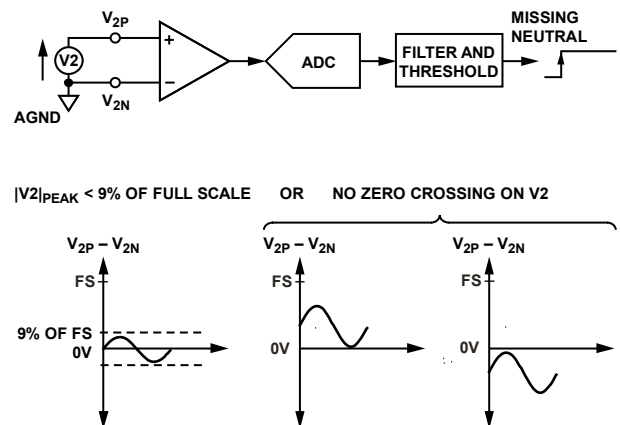 V2P
V2
V2N
AGND
+
−
ADC
FILTER AND
THRESHOLD
MISSING
NEUTRAL
|V2|PEAK < 9% OF FULL SCALE OR NO ZERO CROSSING ON V2
V2P – V2N
FS
9% OF FS
0V
V2P – V2N
FS
0V
V2P – V2N
FS
0V